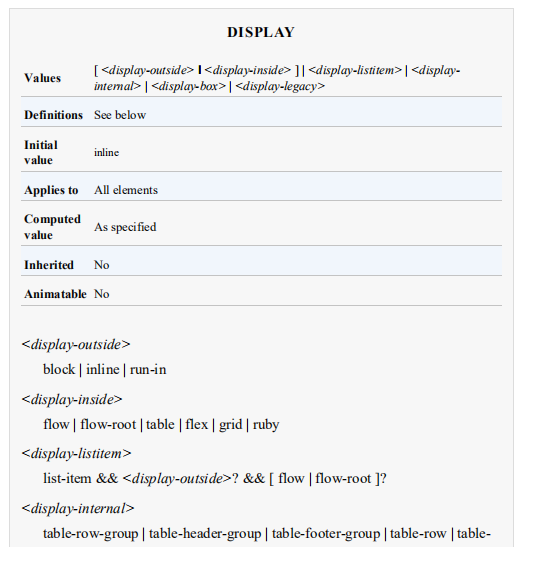 DISPLAY
Values [ <display-outside> || <display-inside> ] | <display-listitem> | <display-
internal> | <display-box> | <display-legacy>
Definitions See below
Initial
value inline
Applies to All elements
Computed
value As specified
Inherited No
Animatable No
<display-outside>
block | inline | run-in
<display-inside>
flow | flow-root | table | flex | grid | ruby
<display-listitem>
list-item && <display-outside>? && [ flow | flow-root ]?
<display-internal>
table-row-group | table-header-group | table-footer-group | table-row | table-